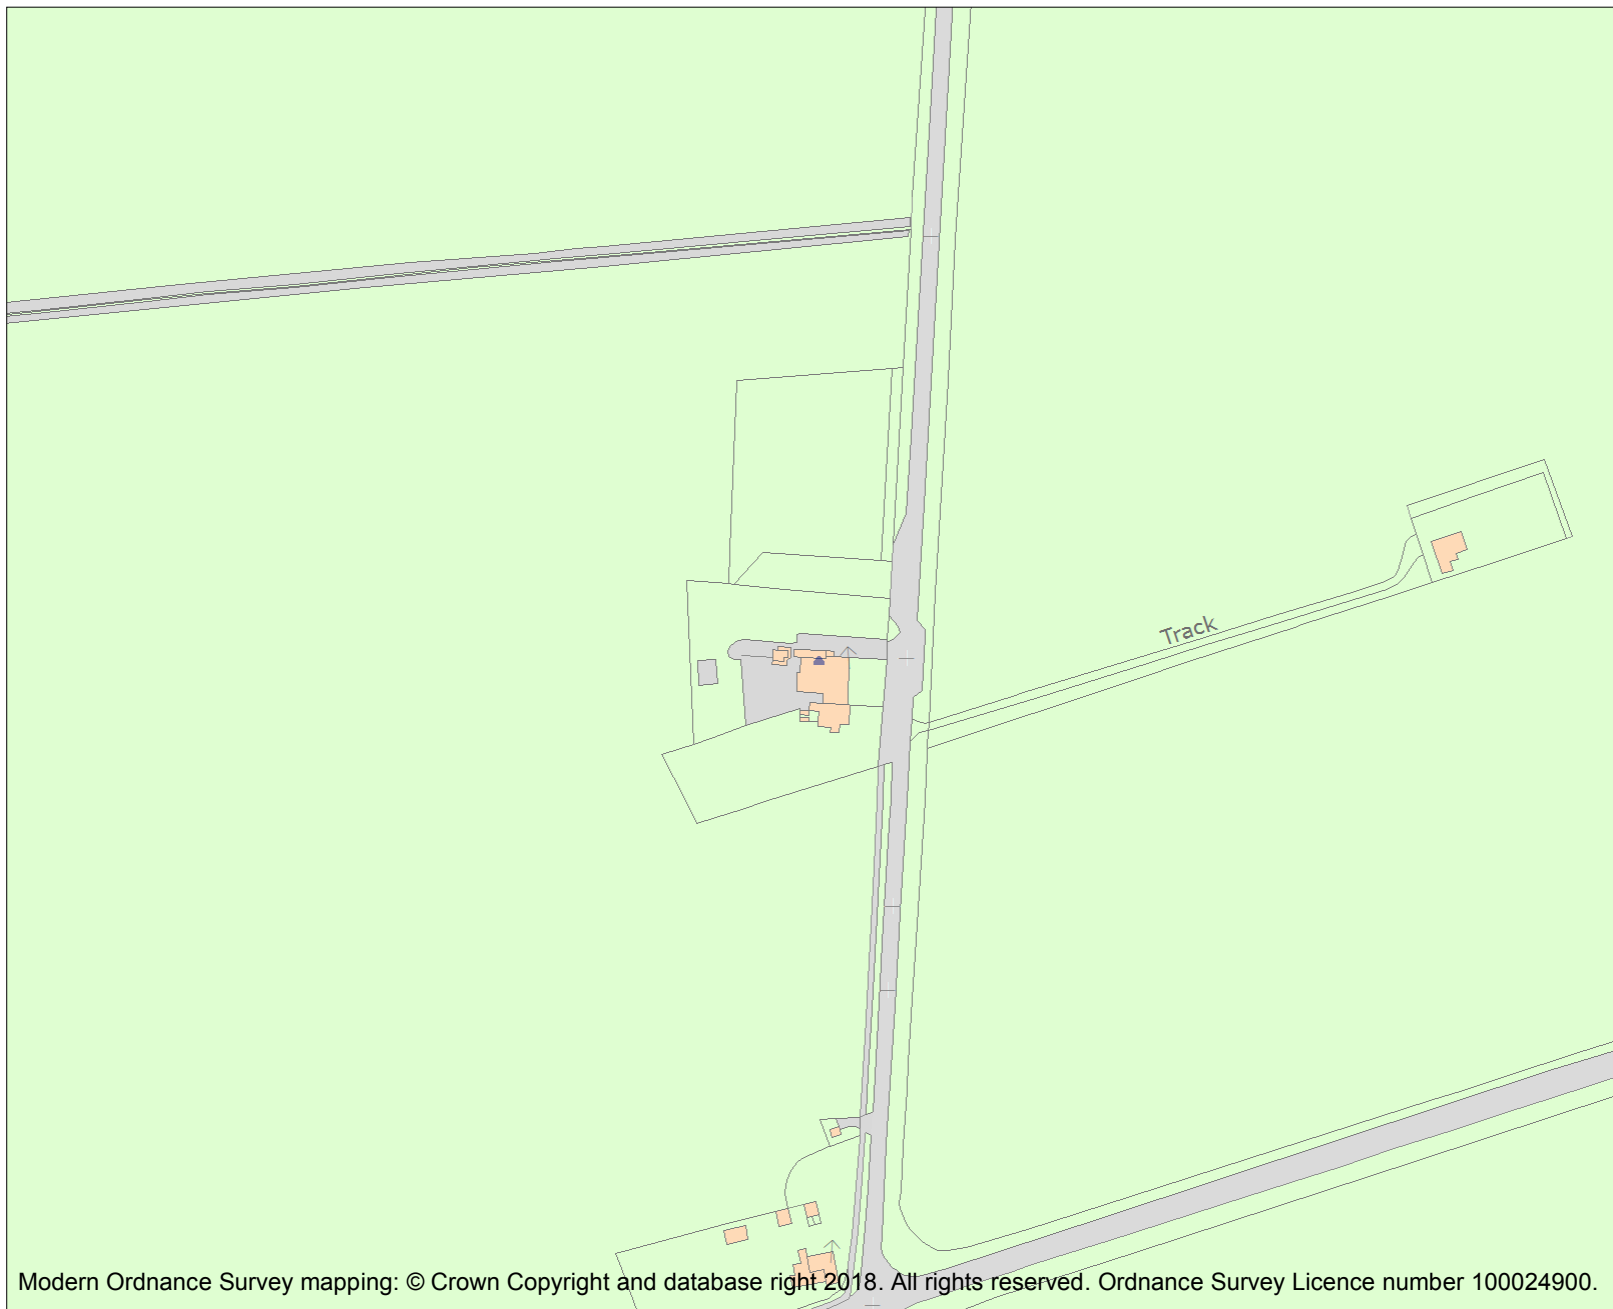 Track
Modern Ordnance Survey mapping: © Crown Copyright and database right 2018. All rights reserved. Ordnance Survey Licence number 100024900.